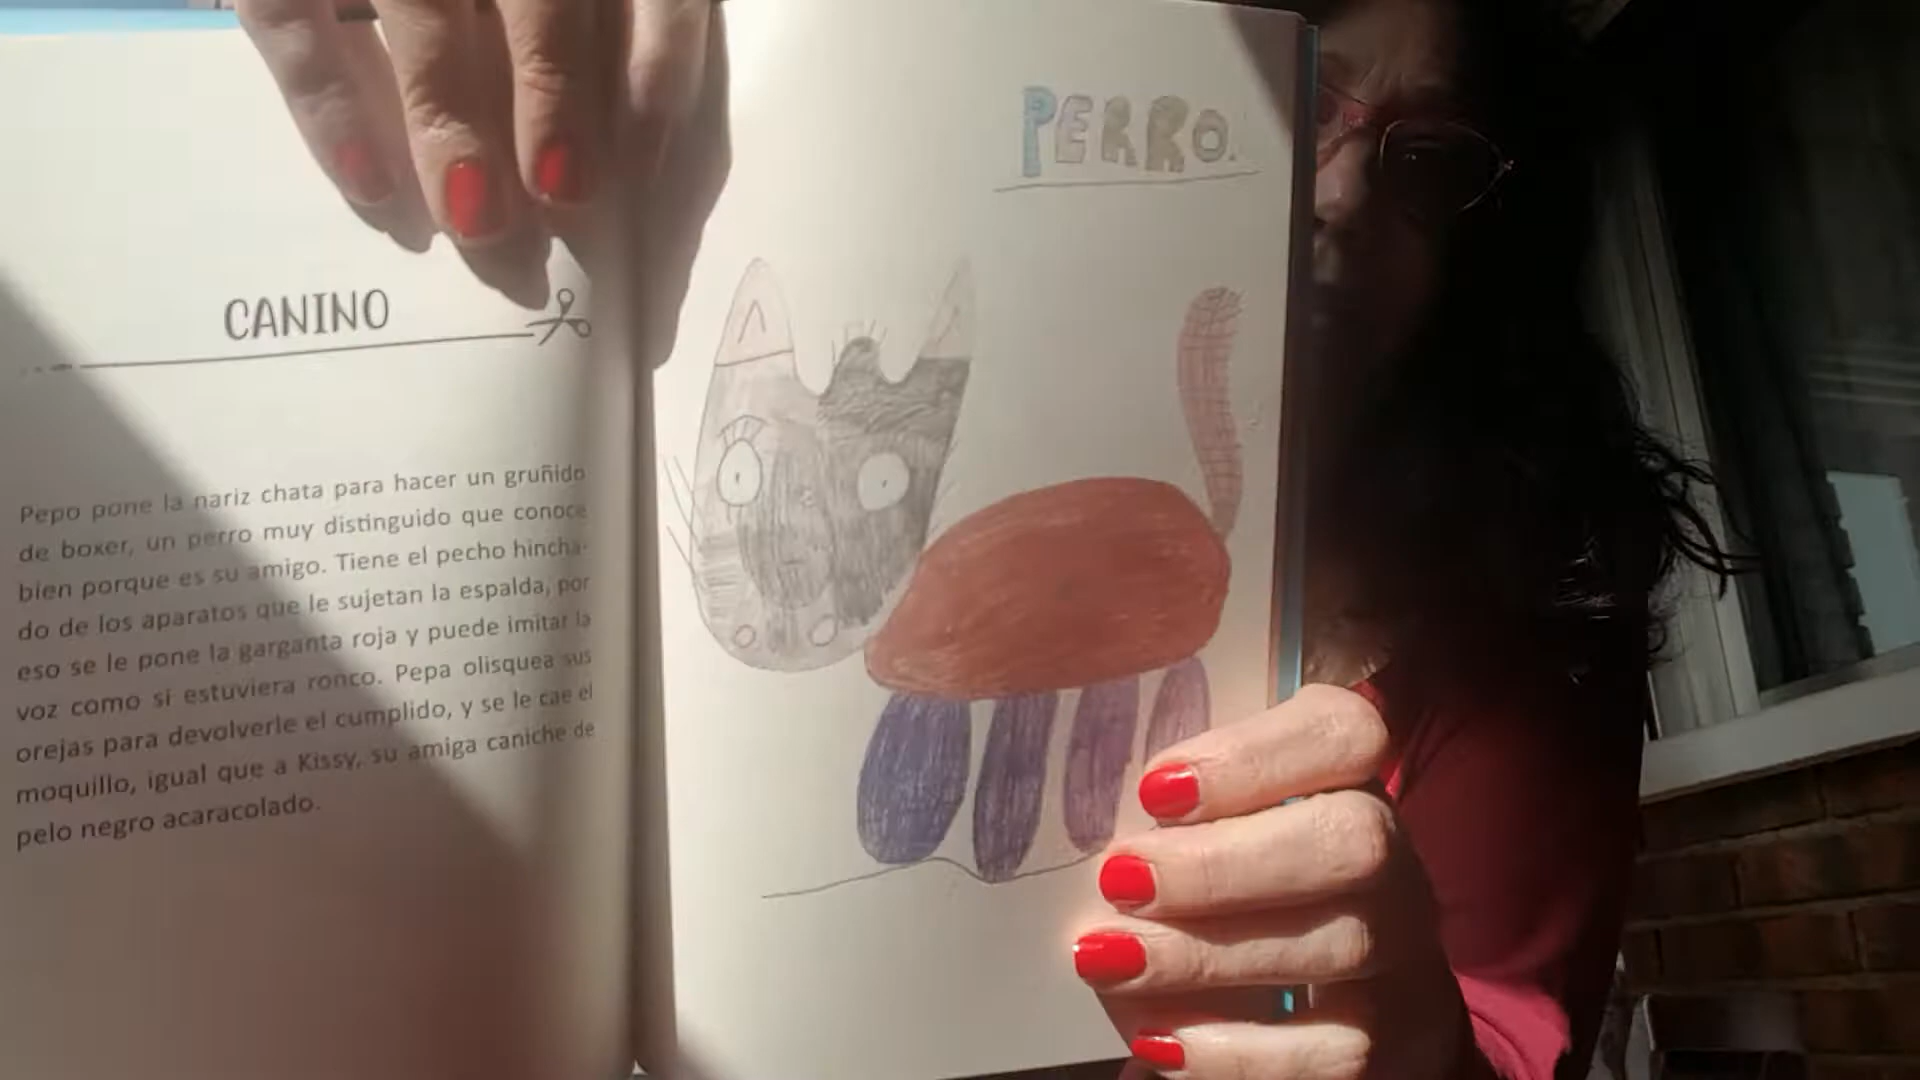 CANINO
Pepo pone la nariz chata para hacer un gruñido
de boxer, un perro muy distinguido que conoce
bien porque es su amigo. Tiene el pecho hincha-
do de los aparatos que le sujetan la espalda, por
eso se le pone la garganta roja y puede imitar la
voz como si estuviera ronco. Pepa olisquea sus
orejas para devolverle el cumplido, y se le cae el
moquillo, igual que a Kissy, su amiga caniche de
pelo negro acaracolado.
PERRO.